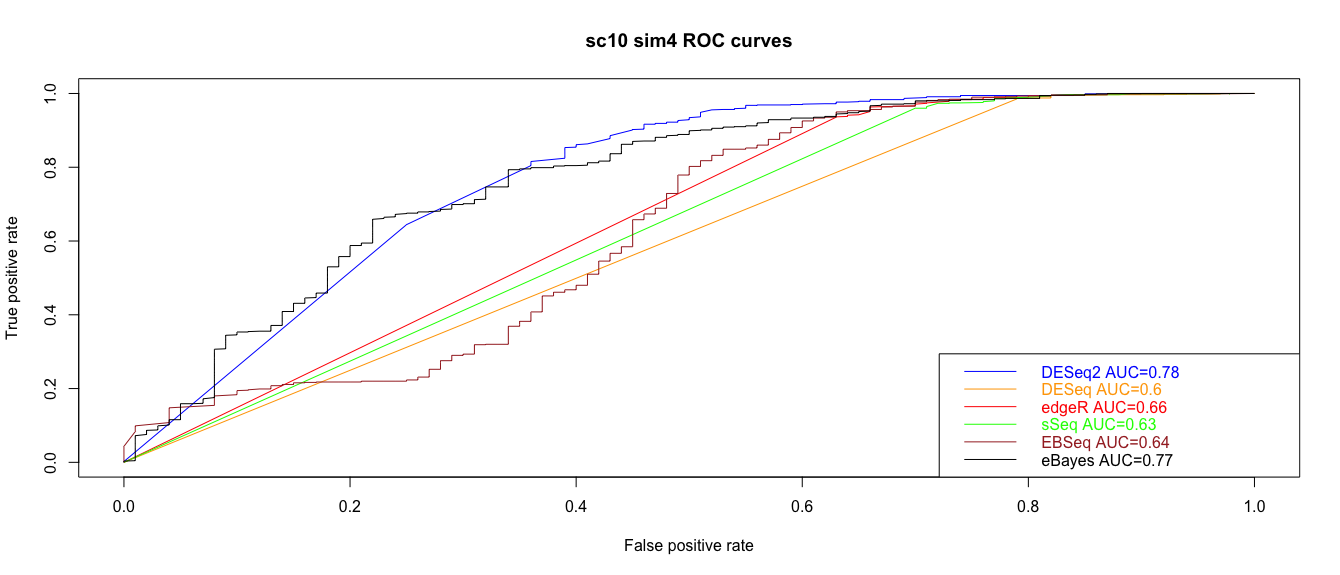 sc10 sim4 ROC curves
True positive rate
1.0
0.8
0.6
0.4
0.2
0.0
DESeq2 AUC=0.78
DESeq AUC=0.6
edgeR AUC=0.66
sSeq AUC=0.63
EBSeq AUC=0.64
eBayes AUC=0.77
0.0 0.2 0.4 0.6 0.8 1.0
False positive rate